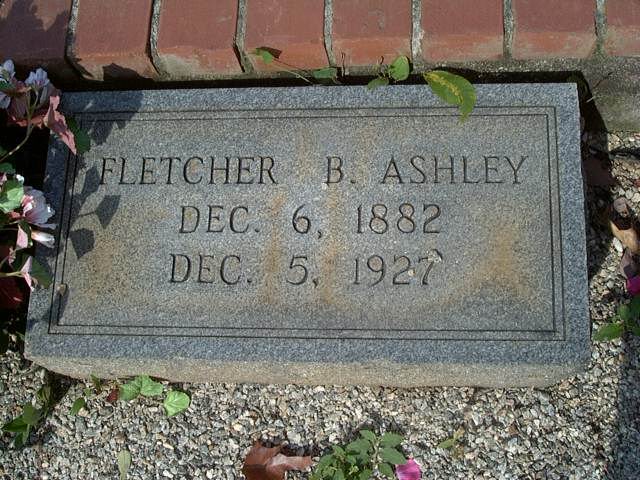 FLETCHER B. ASHLEY
DEC. 6, 1882
DEC. 5, 1927